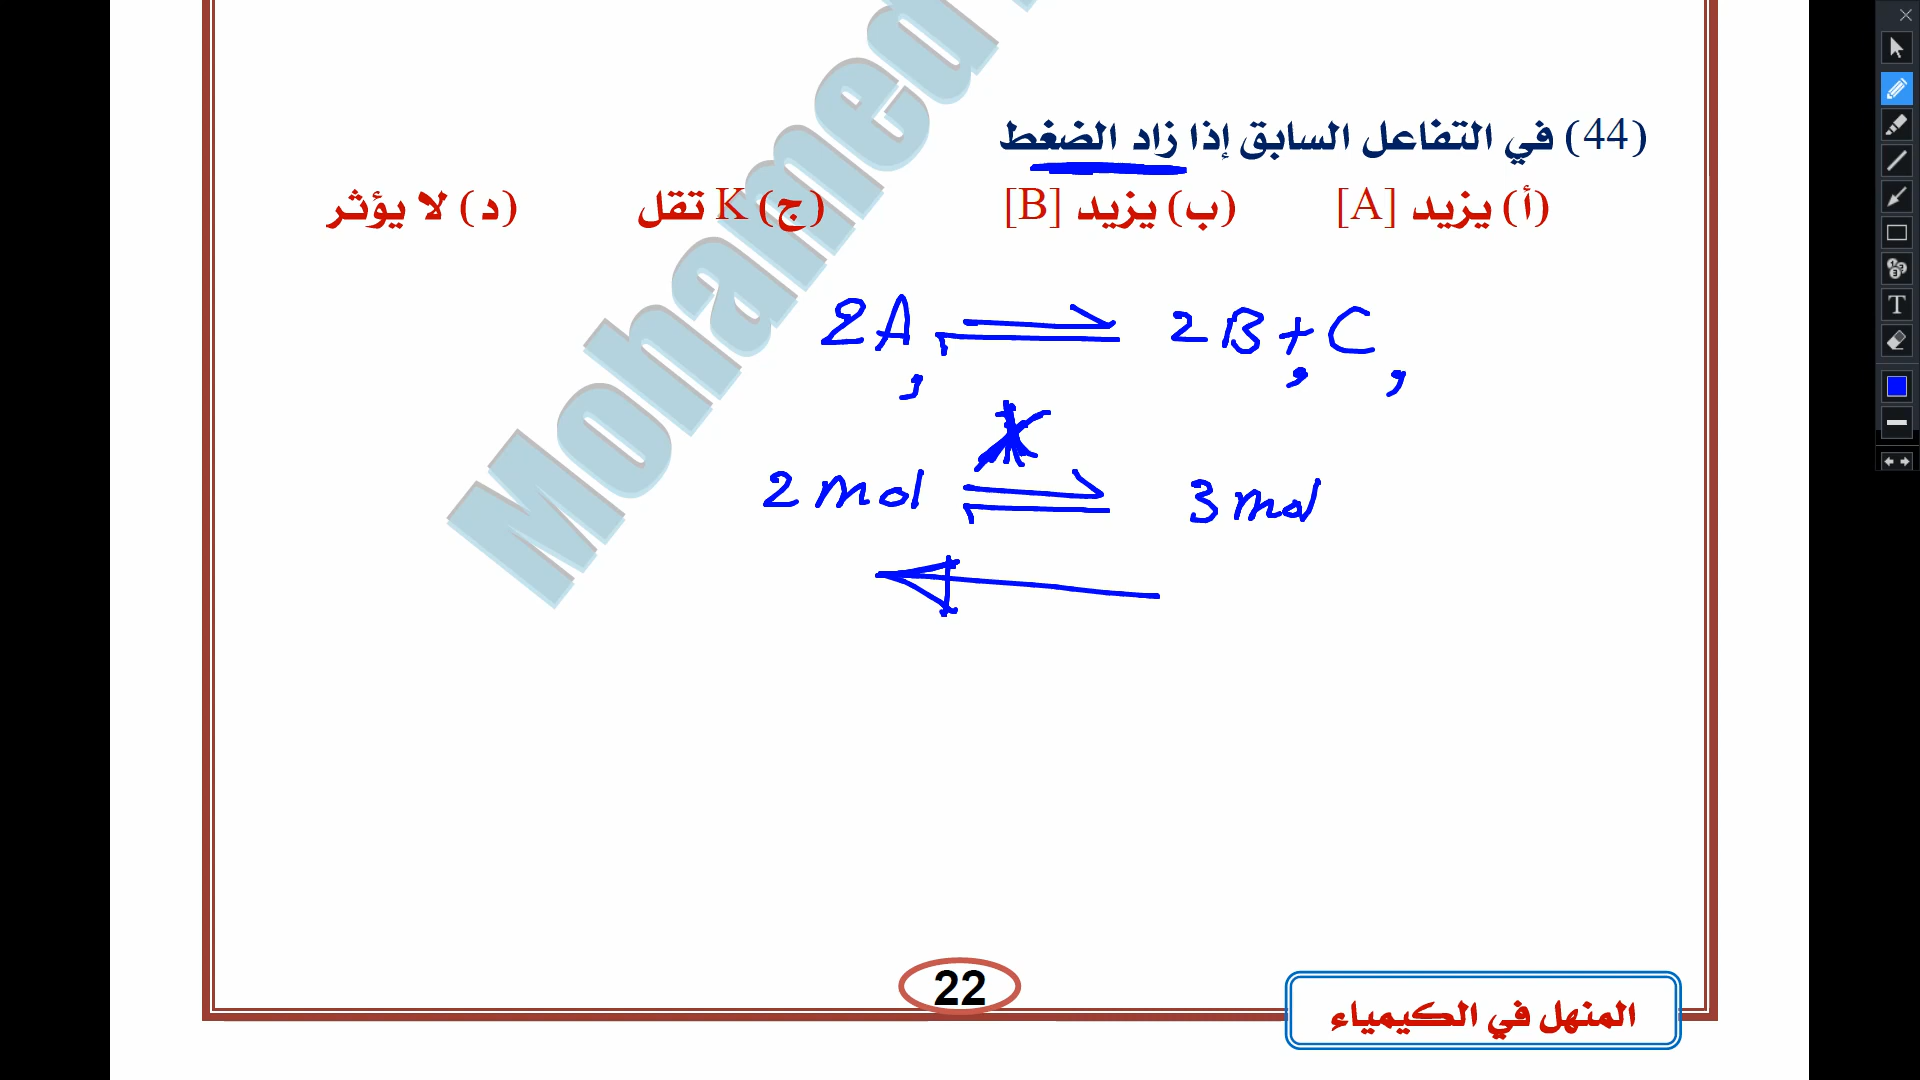 Mohamed
(44) في التفاعل السابق إذا زاد الضغط
(أ) يزيد [A] (ب) يزيد [B] (ج) K تقل (د) لا يؤثر
2A ⇌ 2B + C
2 mol ⇌ 3 mol
22
المنهل في الكيمياء